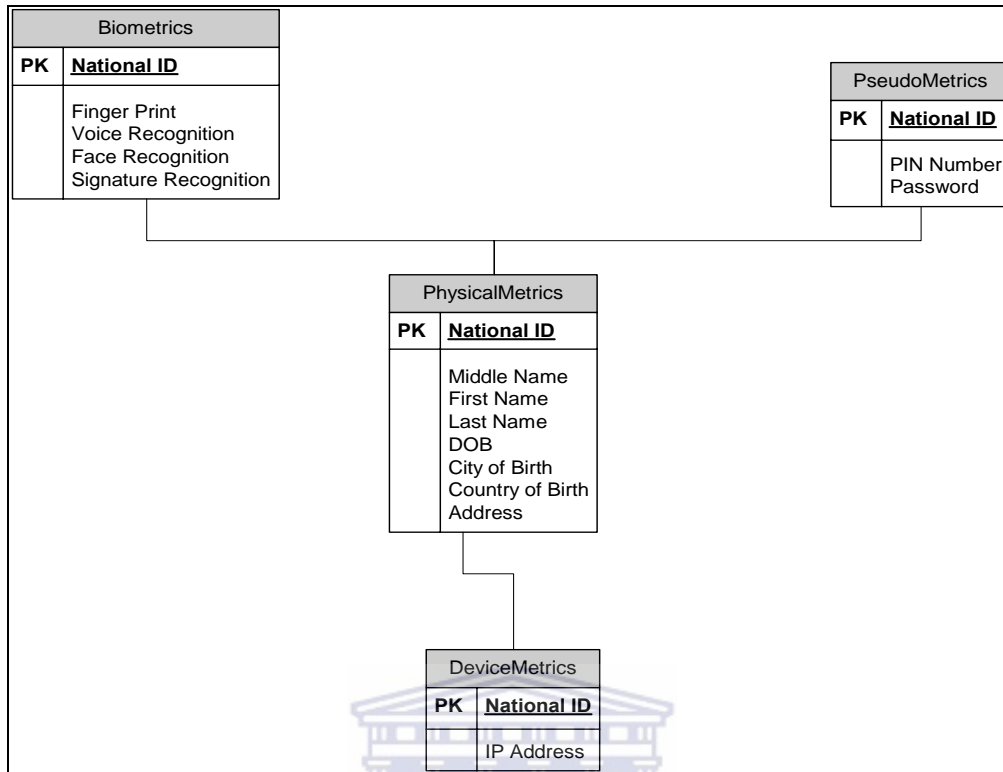 Biometrics
PK National ID
Finger Print
Voice Recognition
Face Recognition
Signature Recognition
PseudoMetrics
PK National ID
PIN Number
Password
PhysicalMetrics
PK National ID
Middle Name
First Name
Last Name
DOB
City of Birth
Country of Birth
Address
DeviceMetrics
PK National ID
IP Address